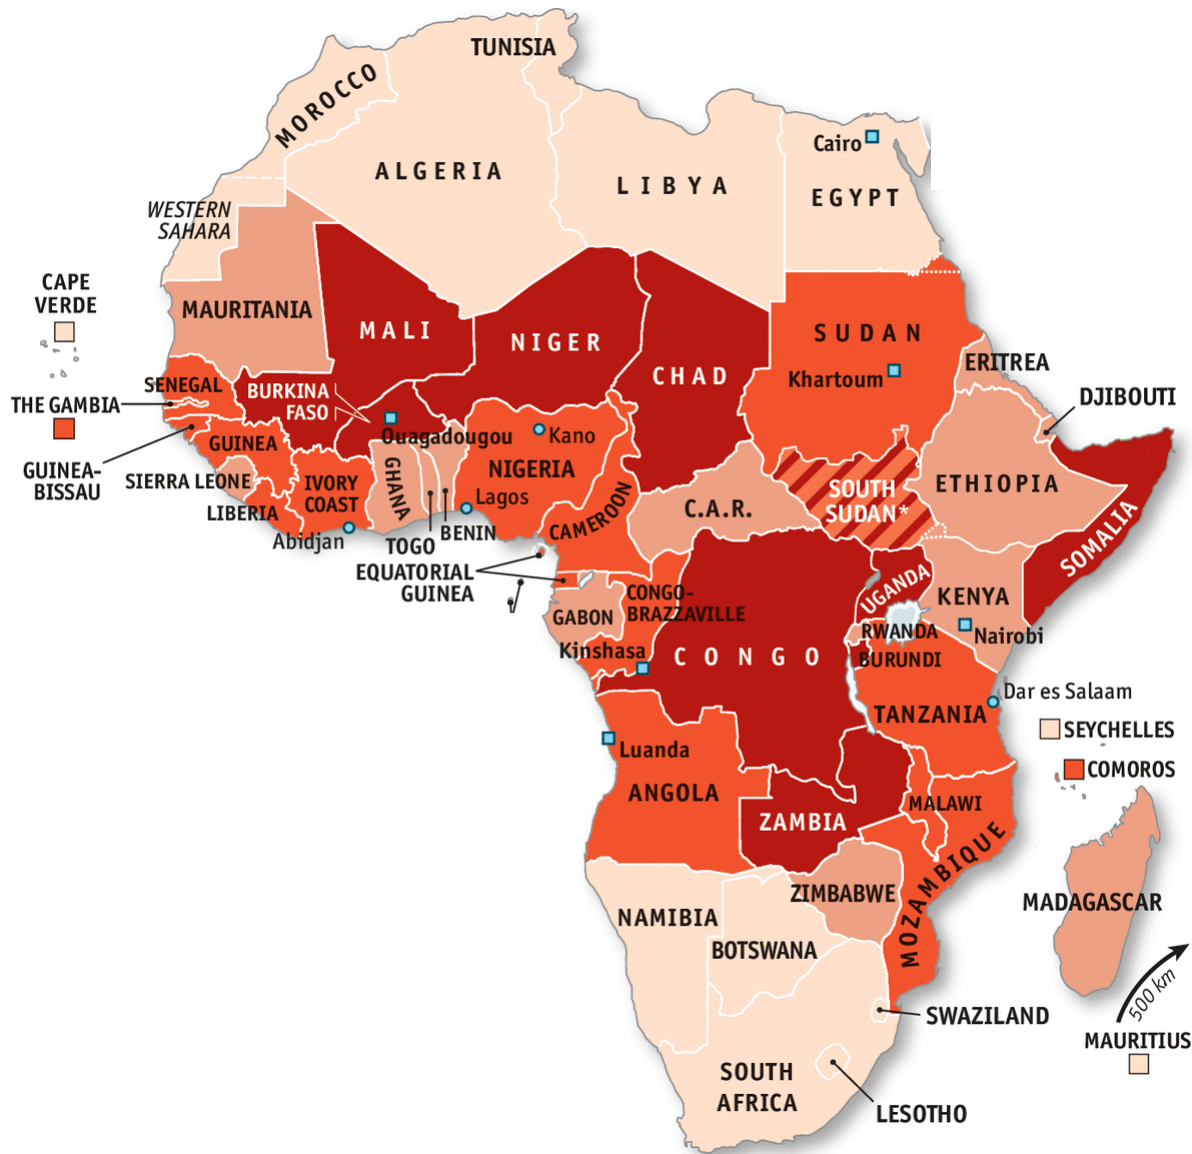 TUNISIA
MOROCCO
ALGERIA
LIBYA
Cairo
EGYPT
WESTERN
SAHARA
CAPE
VERDE
MAURITANIA
MALI
NIGER
CHAD
SUDAN
Khartoum
ERITREA
DJIBOUTI
SENEGAL
THE GAMBIA
BURKINA
FASO
Ouagadougou
Kano
GUINEA-
BISSAU
GUINEA
SIERRA LEONE
LIBERIA
IVORY
COAST
GHANA
NIGERIA
Lagos
Abidjan
TOGO
BENIN
CAMEROON
C.A.R.
SOUTH
SUDAN*
ETHIOPIA
SOMALIA
EQUATORIAL
GUINEA
GABON
CONGO-
BRAZZAVILLE
UGANDA
KENYA
Nairobi
RWANDA
BURUNDI
Kinshasa
CONGO
TANZANIA
Dar es Salaam
SEYCHELLES
COMOROS
Luanda
ANGOLA
ZAMBIA
MALAWI
MOZAMBIQUE
ZIMBABWE
MADAGASCAR
NAMIBIA
BOTSWANA
500 km
MAURITIUS
SWAZILAND
SOUTH
AFRICA
LESOTHO